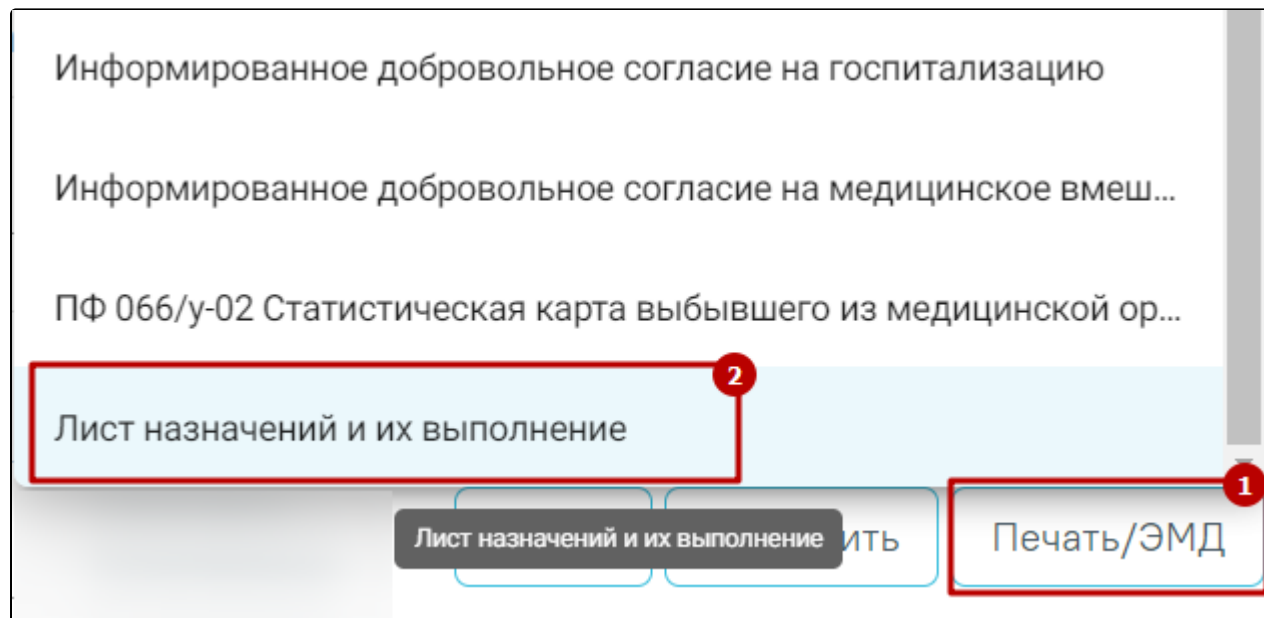 Информированное добровольное согласие на госпитализацию
Информированное добровольное согласие на медицинское вмеш...
ПФ 066/у-02 Статистическая карта выбывшего из медицинской ор...
2
Лист назначений и их выполнение
1
Лист назначений и их выполнение
Печать/ЭМД